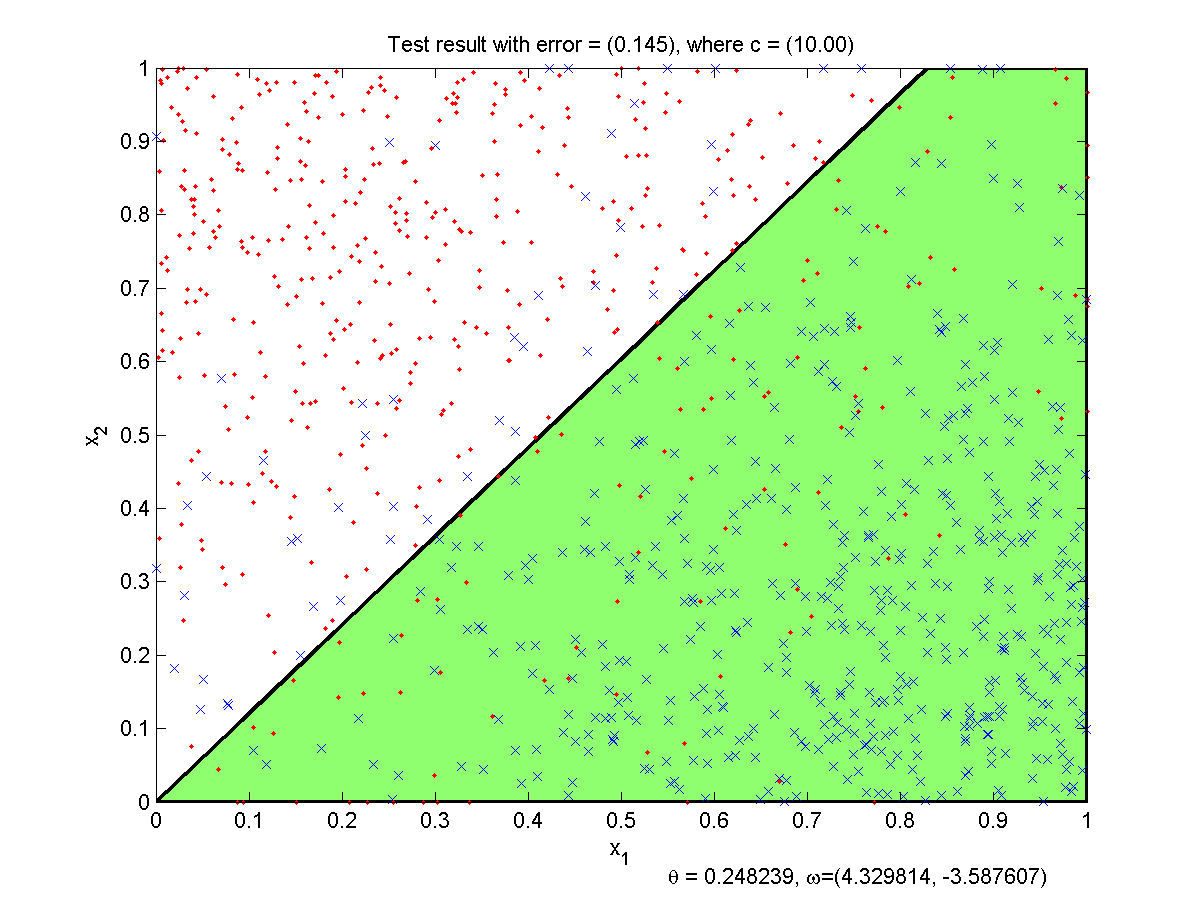 Test result with error = (0.145), where c = (10.00)
1
0.9
0.8
0.7
0.6
0.5
0.4
0.3
0.2
0.1
0
x2
0 0.1 0.2 0.3 0.4 0.5 0.6 0.7 0.8 0.9 1
x1
θ = 0.248239, ω=(4.329814, -3.587607)